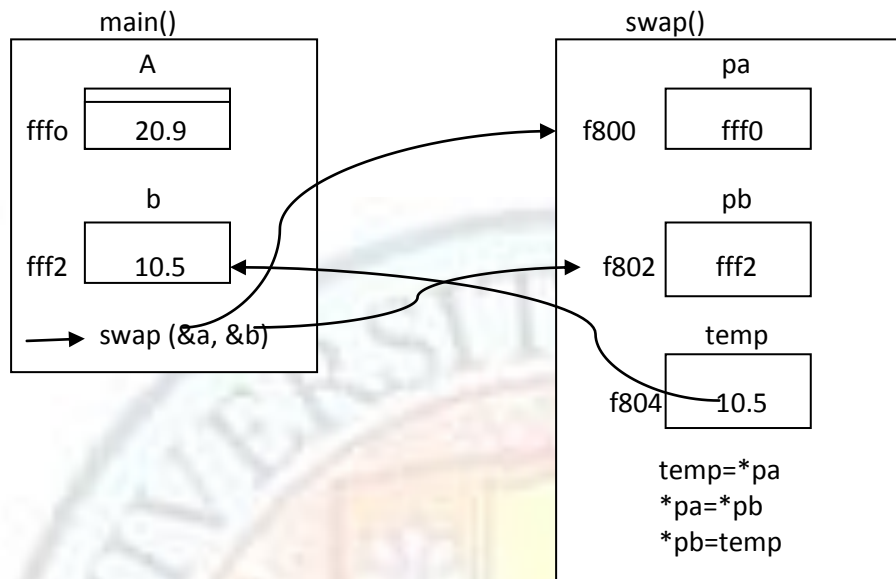 main()
A
fffo
20.9
b
fff2
10.5
swap (&a, &b)
swap()
pa
f800
fff0
pb
f802
fff2
temp
f804
10.5
temp=*pa
*pa=*pb
*pb=temp
IVERSIT